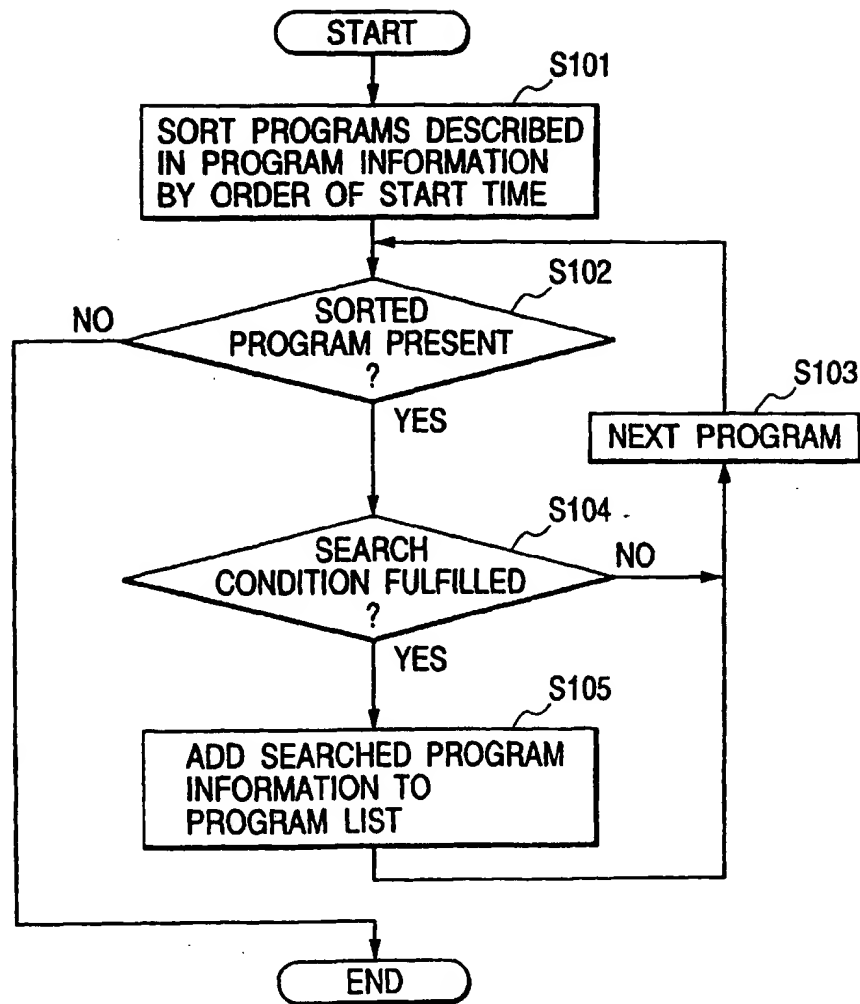 START
S101
SORT PROGRAMS DESCRIBED
IN PROGRAM INFORMATION
BY ORDER OF START TIME
S102
SORTED
PROGRAM PRESENT
?
NO
YES
S103
NEXT PROGRAM
S104
SEARCH
CONDITION FULFILLED
?
NO
YES
S105
ADD SEARCHED PROGRAM
INFORMATION TO
PROGRAM LIST
END